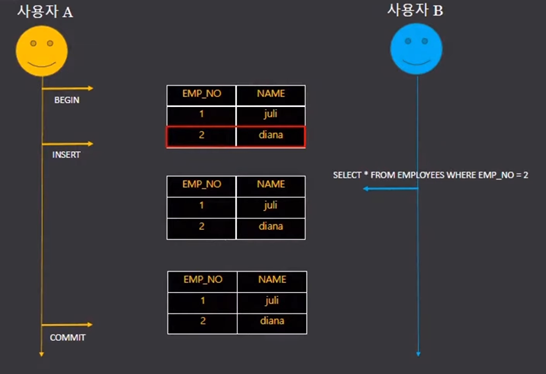 사용자 A
사용자 B
BEGIN
EMP_NO NAME
1 juli
2 diana
INSERT
SELECT * FROM EMPLOYEES WHERE EMP_NO = 2
EMP_NO NAME
1 juli
2 diana
EMP_NO NAME
1 juli
2 diana
COMMIT